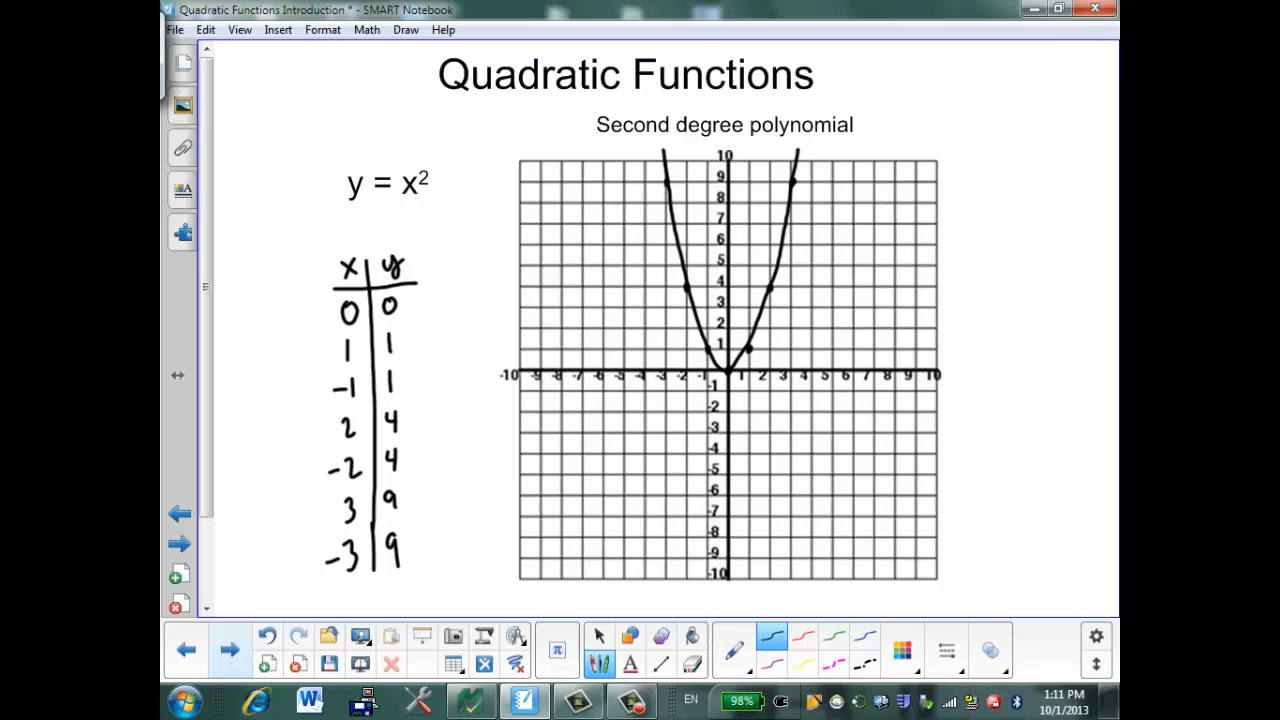 Quadratic Functions Introduction * - SMART Notebook
File Edit View Insert Format Math Draw Help
Quadratic Functions
Second degree polynomial
y = x²
x y
0 0
1 1
-1 1
2 4
-2 4
3 9
-3 9
10
9
8
7
6
5
4
3
2
1
-10 -9 -8 -7 -6 -5 -4 -3 -2 -1 1 2 3 4 5 6 7 8 9 10
-1
-2
-3
-4
-5
-6
-7
-8
-9
-10
π
A
EN 98% 1:11 PM
10/1/2013